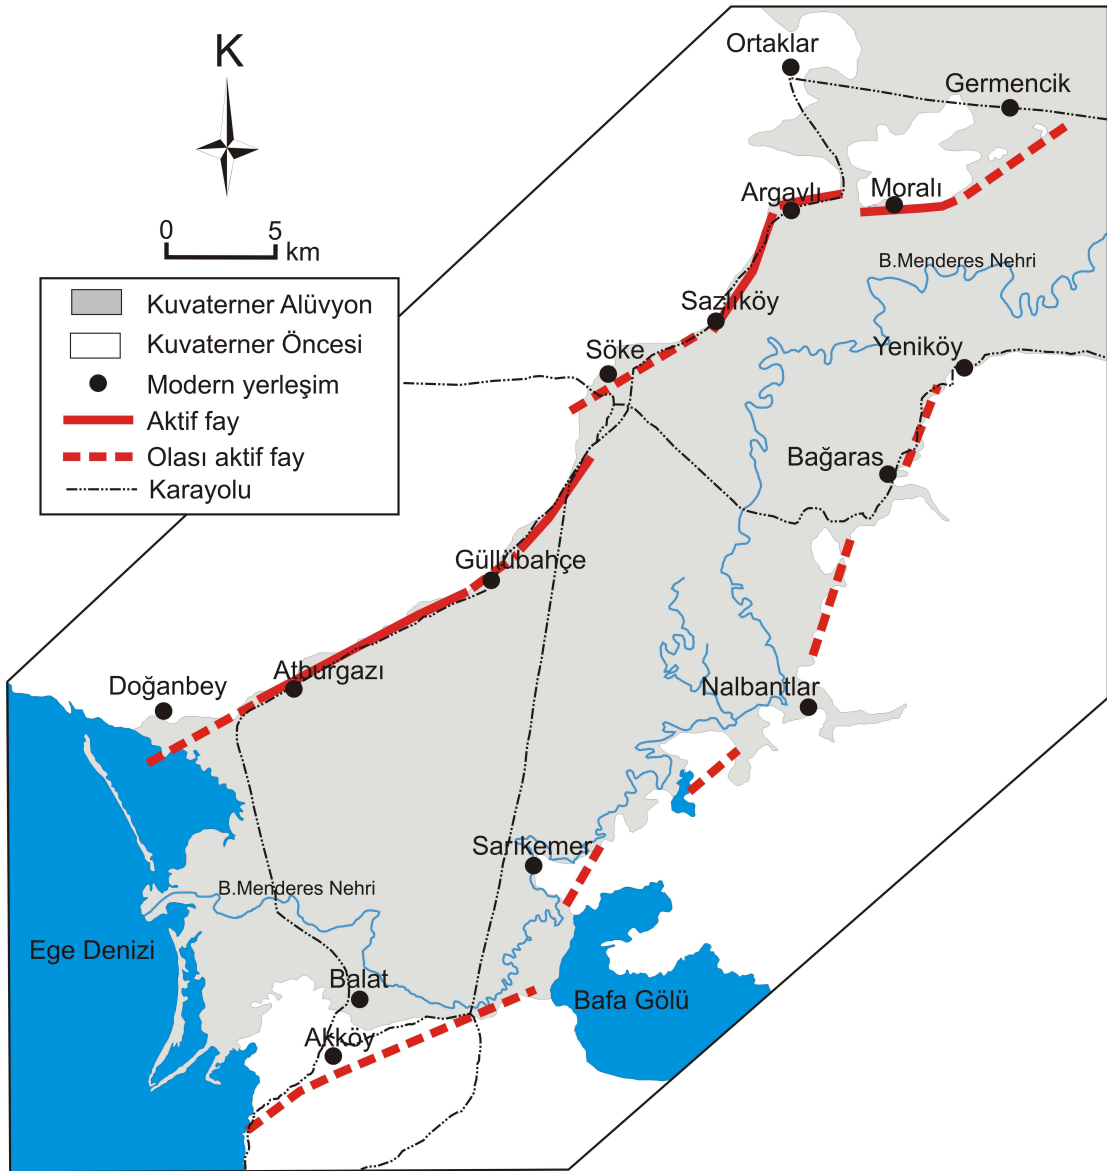 K
0 5
km
Kuvaterner Alüvyon
Kuvaterner Öncesi
Modern yerleşim
Aktif fay
Olası aktif fay
Karayolu
Ortaklar
Germencik
Argavlı
Moralı
B.Menderes Nehri
Sazlıköy
Söke
Yeniköy
Bağaras
Güllübahçe
Atburgazı
Doğanbey
Nalbantlar
Sarıkemer
B.Menderes Nehri
Ege Denizi
Balat
Bafa Gölü
Akköy